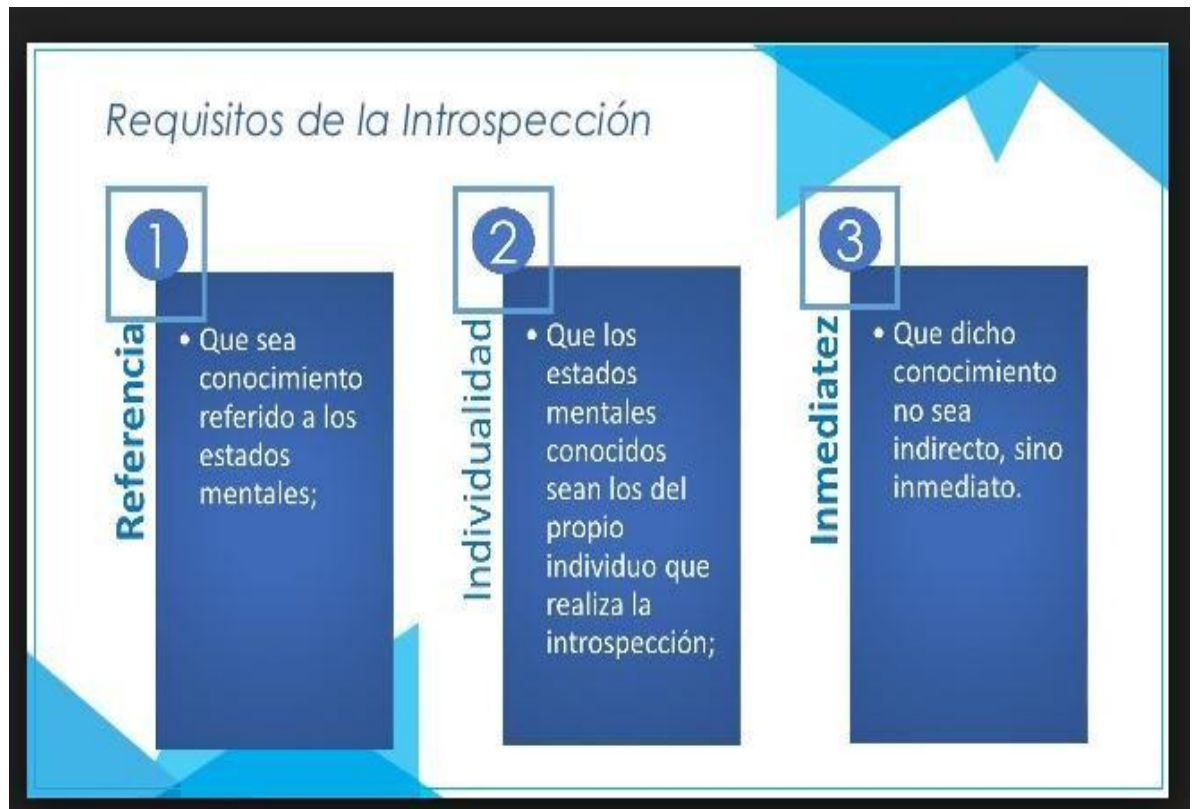 Requisitos de la Introspección
1
Referencia
• Que sea
conocimiento
referido a los
estados
mentales;
2
Individualidad
• Que los
estados
mentales
conocidos
sean los del
propio
individuo que
realiza la
introspección;
3
Inmediatez
• Que dicho
conocimiento
no sea
indirecto, sino
inmediato.